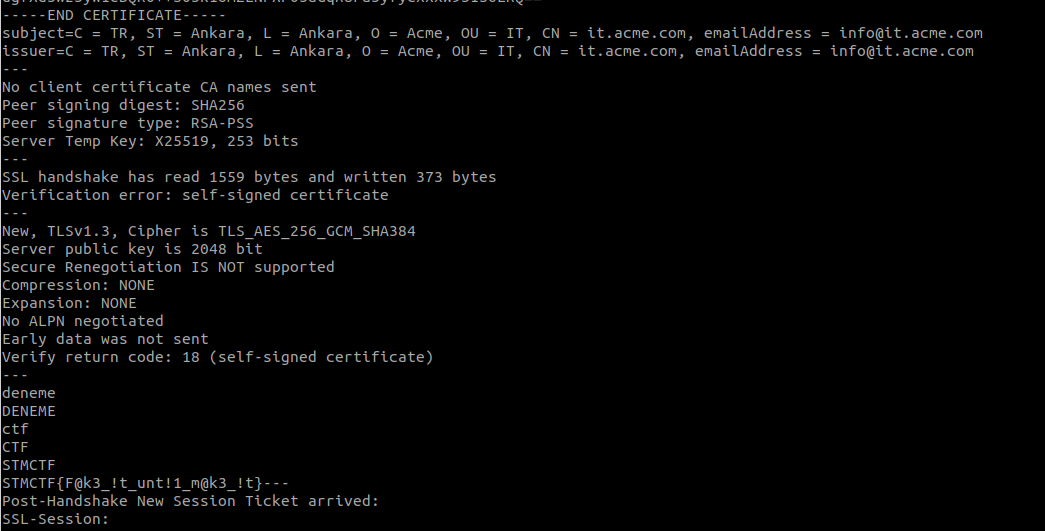 -----END CERTIFICATE-----
subject=C = TR, ST = Ankara, L = Ankara, O = Acme, OU = IT, CN = it.acme.com, emailAddress = info@it.acme.com
issuer=C = TR, ST = Ankara, L = Ankara, O = Acme, OU = IT, CN = it.acme.com, emailAddress = info@it.acme.com
---
No client certificate CA names sent
Peer signing digest: SHA256
Peer signature type: RSA-PSS
Server Temp Key: X25519, 253 bits
---
SSL handshake has read 1559 bytes and written 373 bytes
Verification error: self-signed certificate
---
New, TLSv1.3, Cipher is TLS_AES_256_GCM_SHA384
Server public key is 2048 bit
Secure Renegotiation IS NOT supported
Compression: NONE
Expansion: NONE
No ALPN negotiated
Early data was not sent
Verify return code: 18 (self-signed certificate)
---
deneme
DENEME
ctf
CTF
STMCTF
STMCTF{F@k3_!t_unt!1_m@k3_!t}---
Post-Handshake New Session Ticket arrived:
SSL-Session: